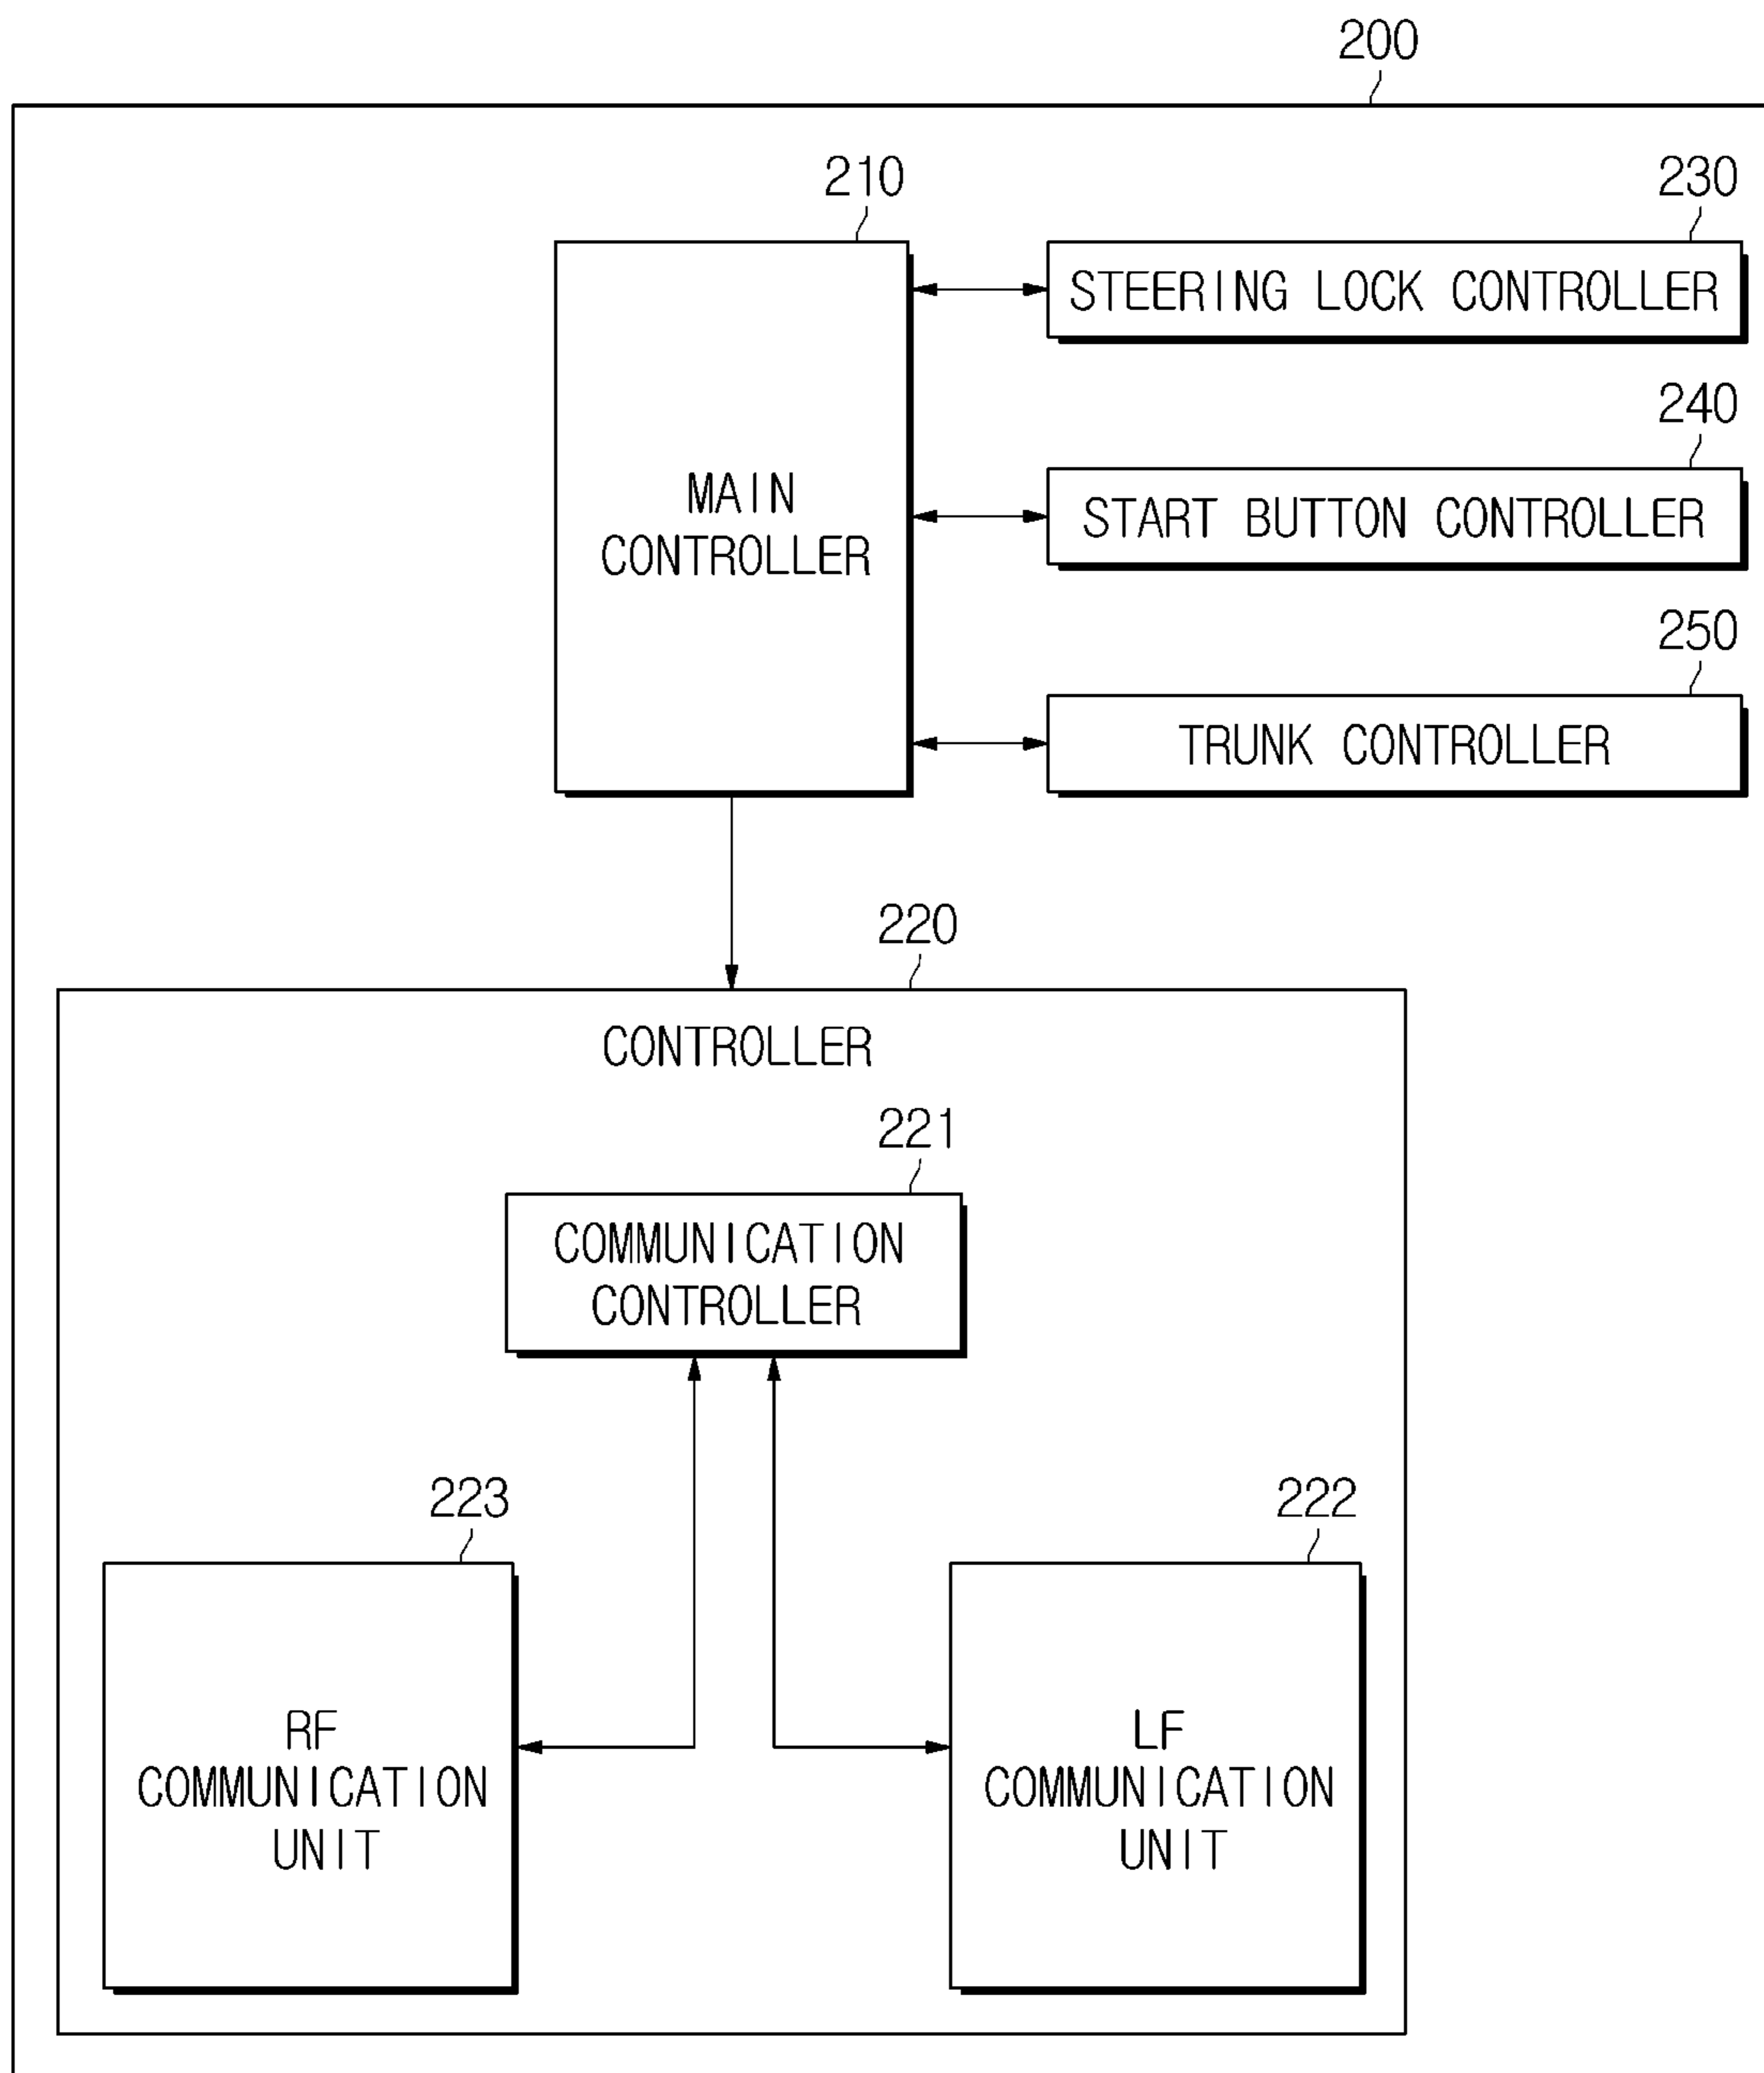 200
210
230
STEERING LOCK CONTROLLER
240
MAIN
CONTROLLER
START BUTTON CONTROLLER
250
TRUNK CONTROLLER
220
CONTROLLER
221
COMMUNICATION
CONTROLLER
223
222
RF
COMMUNICATION
UNIT
LF
COMMUNICATION
UNIT